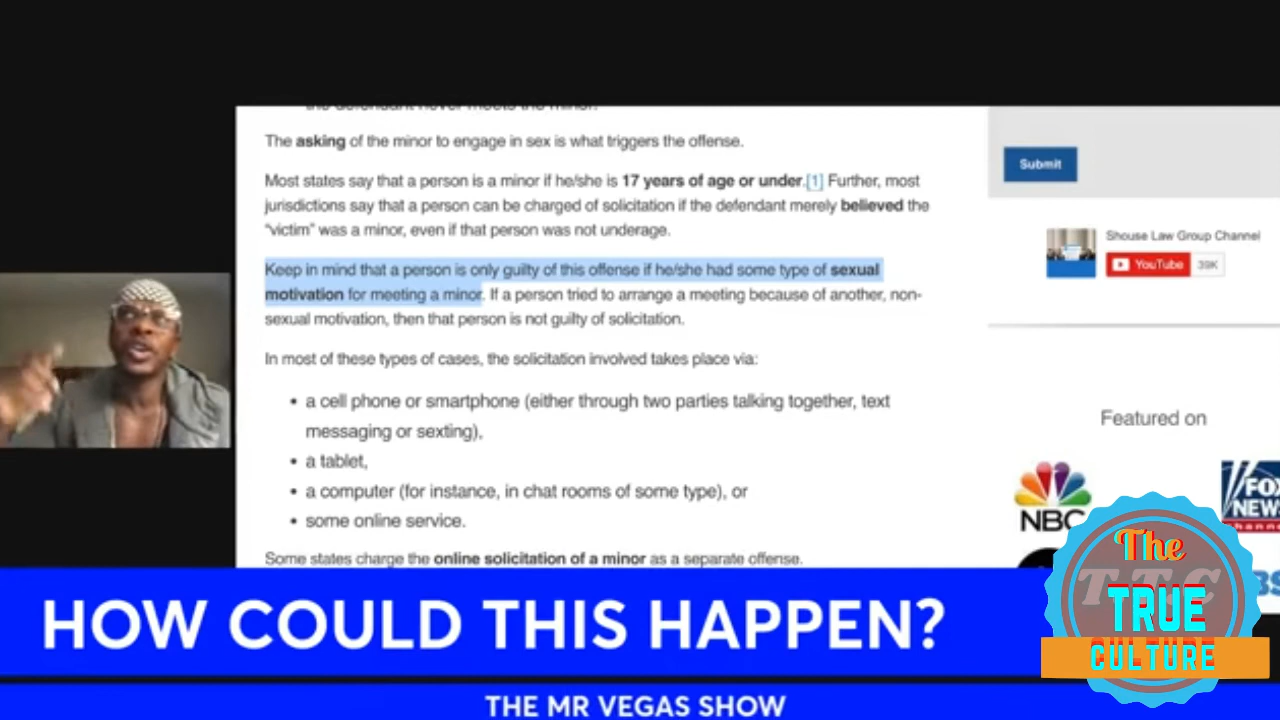 The asking of the minor to engage in sex is what triggers the offense.
Most states say that a person is a minor if he/she is 17 years of age or under.[1] Further, most
jurisdictions say that a person can be charged of solicitation if the defendant merely believed the
"victim" was a minor, even if that person was not underage.
Keep in mind that a person is only guilty of this offense if he/she had some type of sexual
motivation for meeting a minor. If a person tried to arrange a meeting because of another, non-
sexual motivation, then that person is not guilty of solicitation.
In most of these types of cases, the solicitation involved takes place via:
• a cell phone or smartphone (either through two parties talking together, text
messaging or sexting),
• a tablet,
• a computer (for instance, in chat rooms of some type), or
• some online service.
Some states charge the online solicitation of a minor as a separate offense.
Submit
Shouse Law Group Channel
YouTube 39K
Featured on
NBC
FOX
NEWS
channel
The
TTC
TRUE
CULTURE
HOW COULD THIS HAPPEN?
THE MR VEGAS SHOW